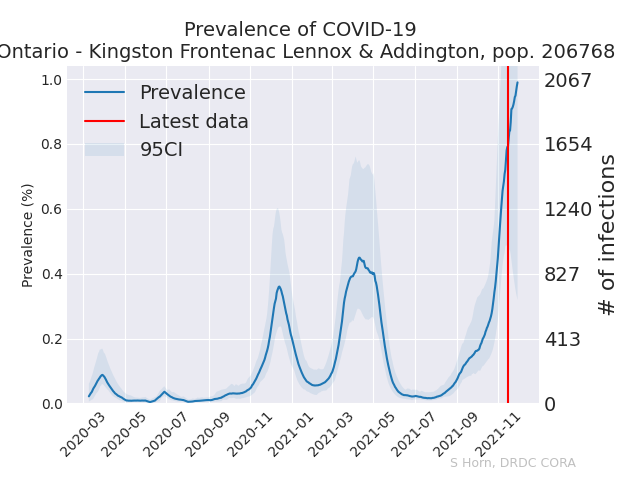 Prevalence of COVID-19
Ontario - Kingston Frontenac Lennox & Addington, pop. 206768
Prevalence
Latest data
95CI
Prevalence (%)
1.0
0.8
0.6
0.4
0.2
0.0
2067
1654
1240
827
413
0
# of infections
2020-03
2020-05
2020-07
2020-09
2020-11
2021-01
2021-03
2021-05
2021-07
2021-09
2021-11
S Horn, DRDC CORA